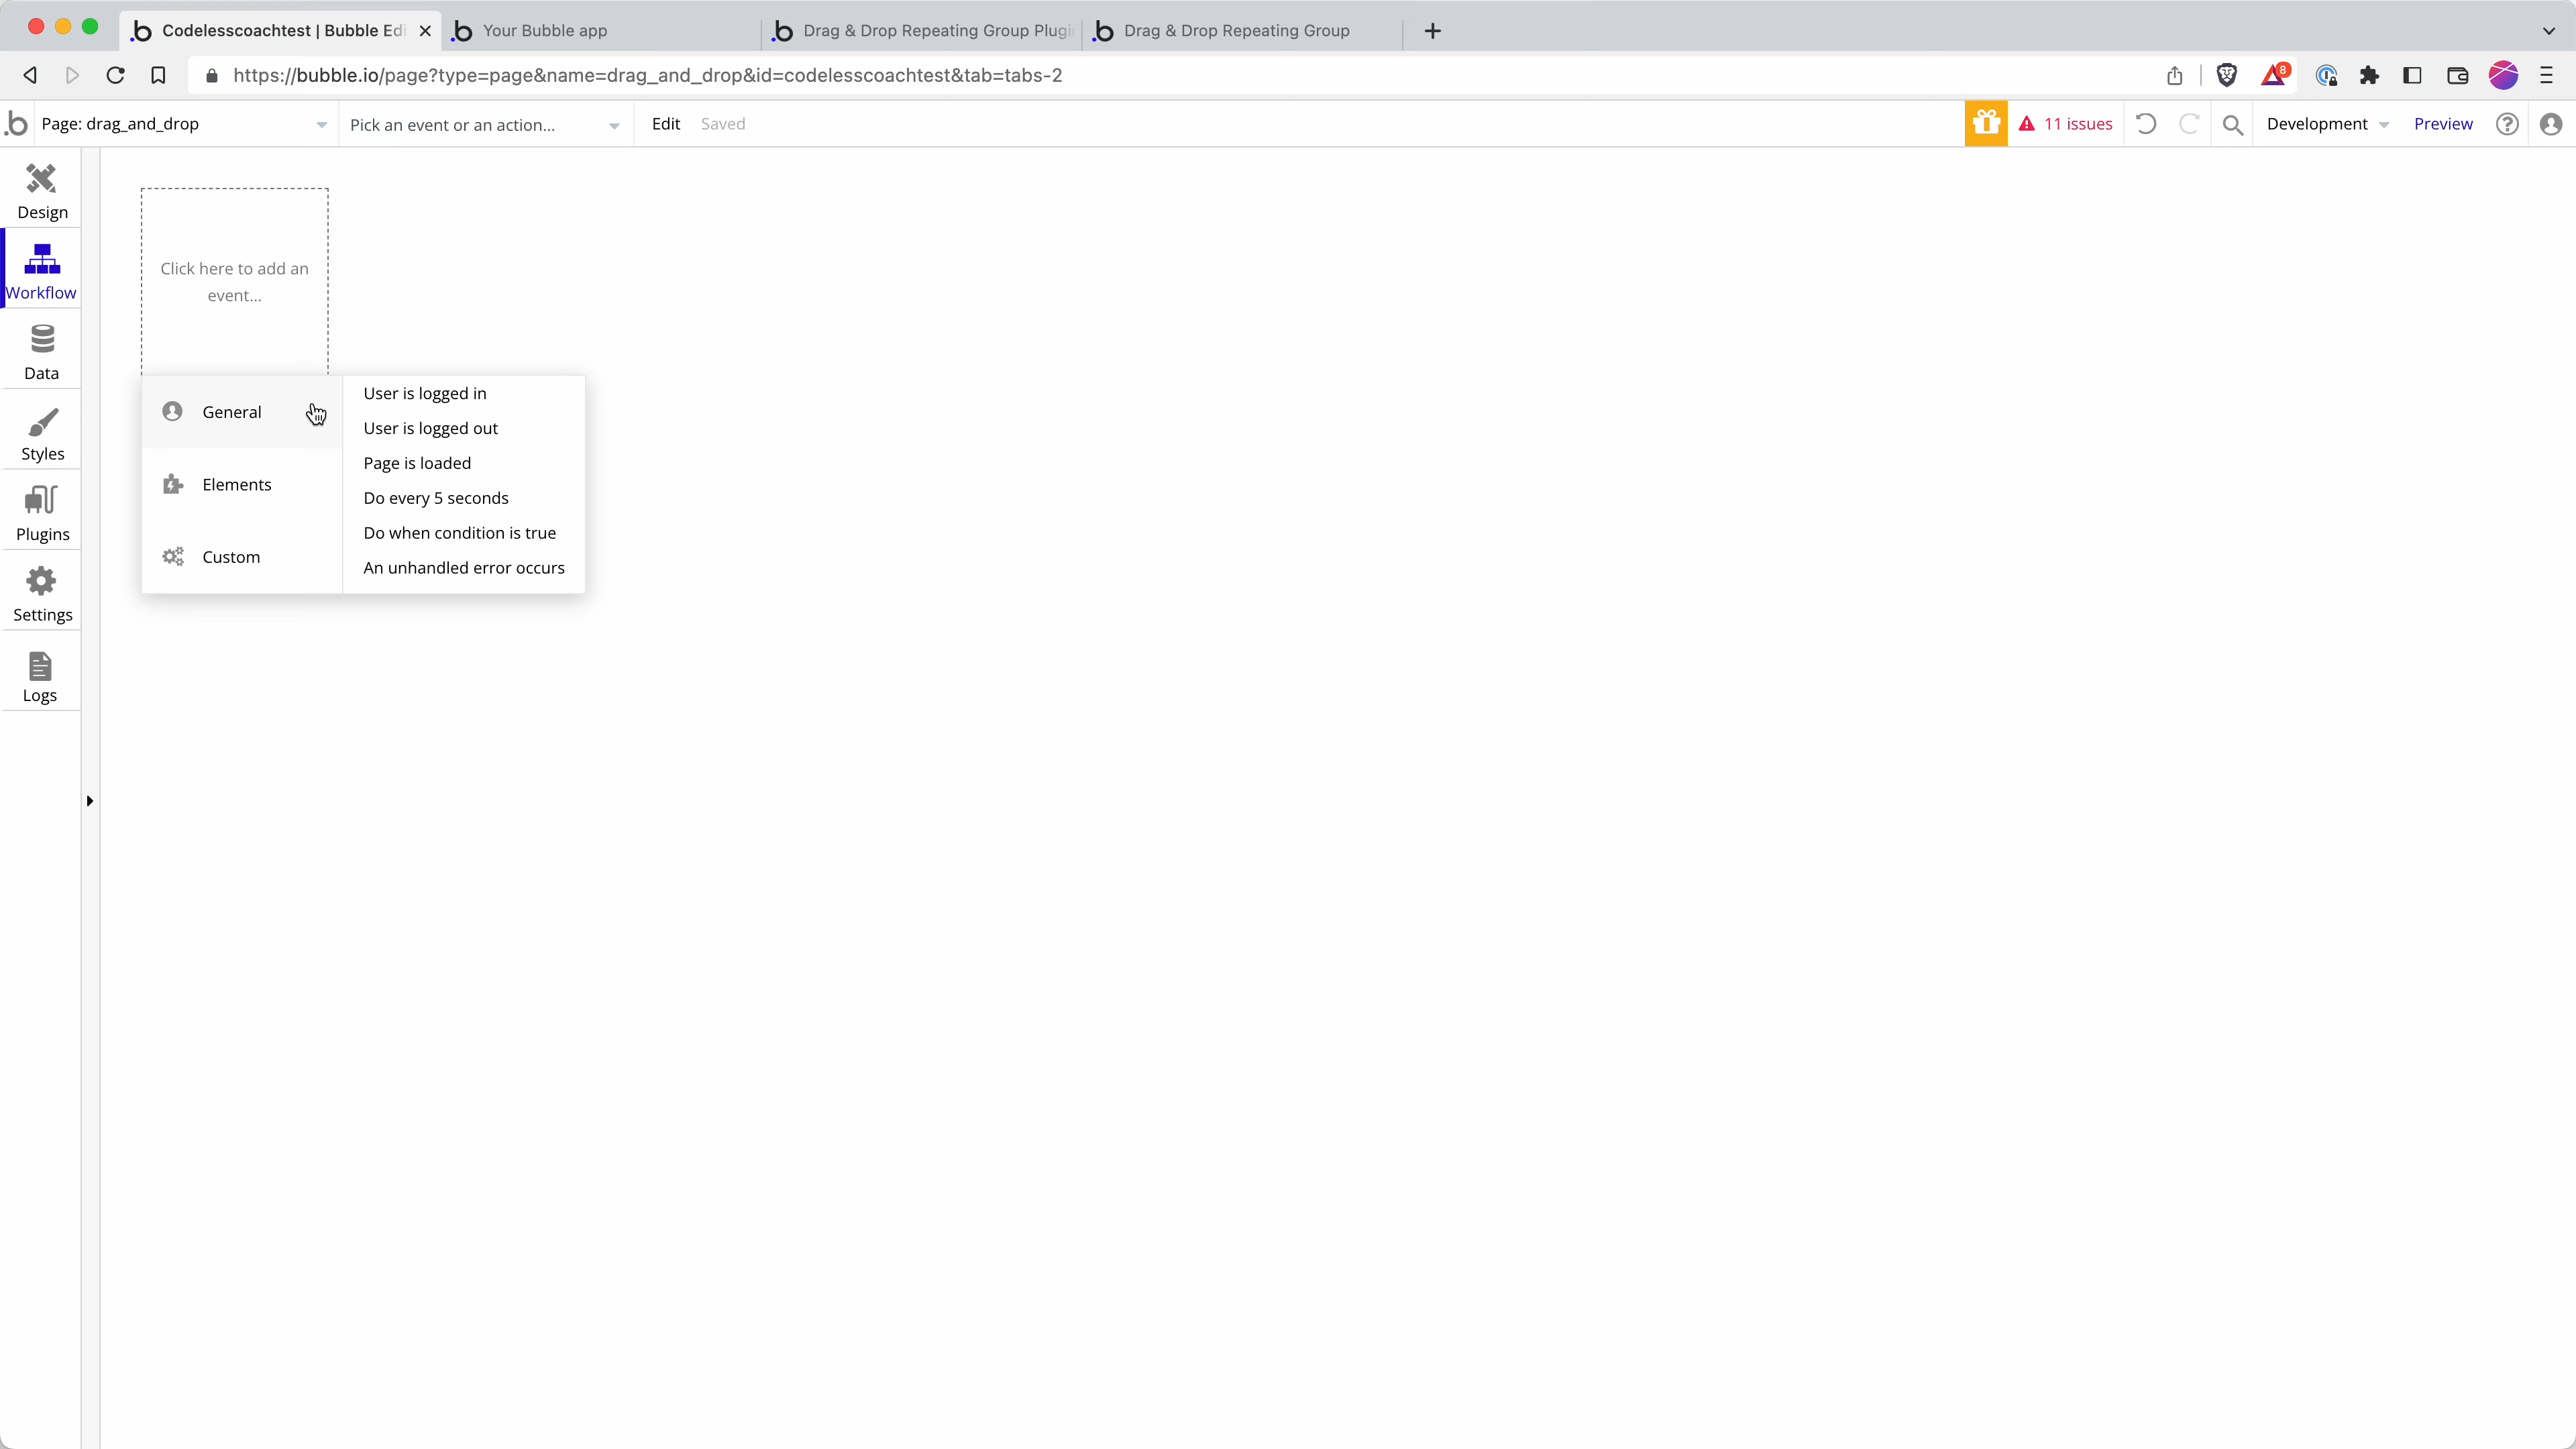 Codelesscoachtest | Bubble Edi
Your Bubble app
Drag & Drop Repeating Group Plugi
Drag & Drop Repeating Group
https://bubble.io/page?type=page&name=drag_and_drop&id=codelesscoachtest&tab=tabs-2
8
Page: drag_and_drop
Pick an event or an action...
Edit
Saved
11 issues
Development
Preview
Design
Workflow
Data
Styles
Plugins
Settings
Logs
Click here to add an
event...
General
Elements
Custom
User is logged in
User is logged out
Page is loaded
Do every 5 seconds
Do when condition is true
An unhandled error occurs